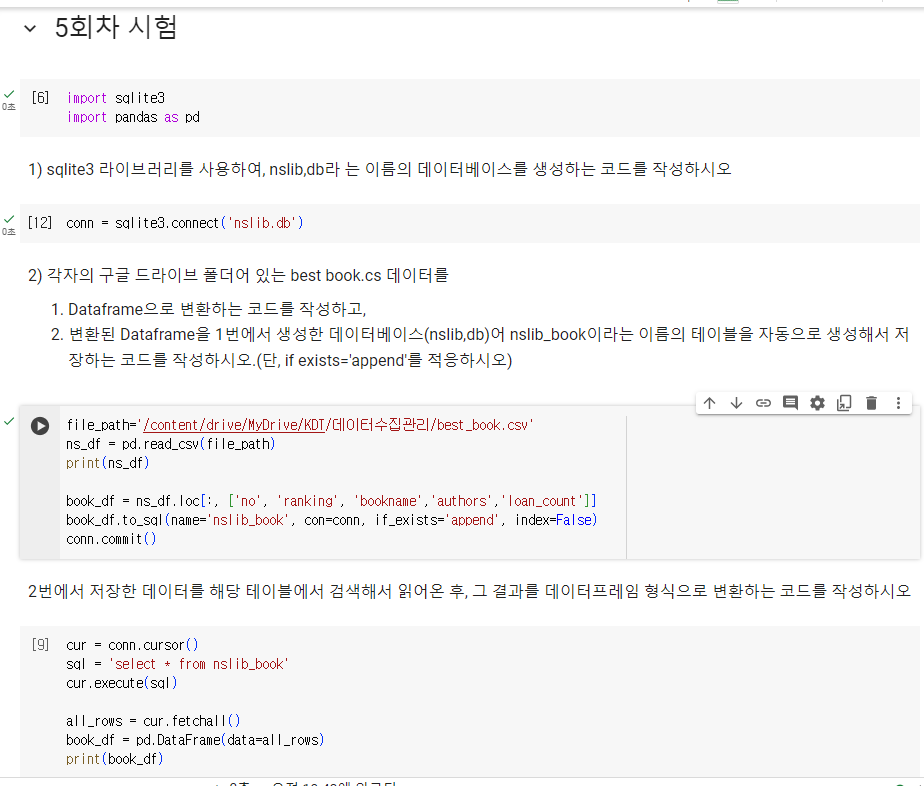 5회차 시험
[6] import sqlite3
import pandas as pd
0초
1) sqlite3 라이브러리를 사용하여, nslib,db라 는 이름의 데이터베이스를 생성하는 코드를 작성하시오
[12] conn = sqlite3.connect('nslib.db')
0초
2) 각자의 구글 드라이브 폴더어 있는 best book.cs 데이터를
1. Dataframe으로 변환하는 코드를 작성하고,
2. 변환된 Dataframe을 1번에서 생성한 데이터베이스(nslib,db)어 nslib_book이라는 이름의 테이블을 자동으로 생성해서 저
장하는 코드를 작성하시오.(단, if exists='append'를 적응하시오)
file_path='/content/drive/MyDrive/KDT/데이터수집관리/best_book.csv'
ns_df = pd.read_csv(file_path)
print(ns_df)
book_df = ns_df.loc[:, ['no', 'ranking', 'bookname','authors','loan_count']]
book_df.to_sql(name='nslib_book', con=conn, if_exists='append', index=False)
conn.commit()
2번에서 저장한 데이터를 해당 테이블에서 검색해서 읽어온 후, 그 결과를 데이터프레임 형식으로 변환하는 코드를 작성하시오
[9] cur = conn.cursor()
sql = 'select * from nslib_book'
cur.execute(sql)
all_rows = cur.fetchall()
book_df = pd.DataFrame(data=all_rows)
print(book_df)